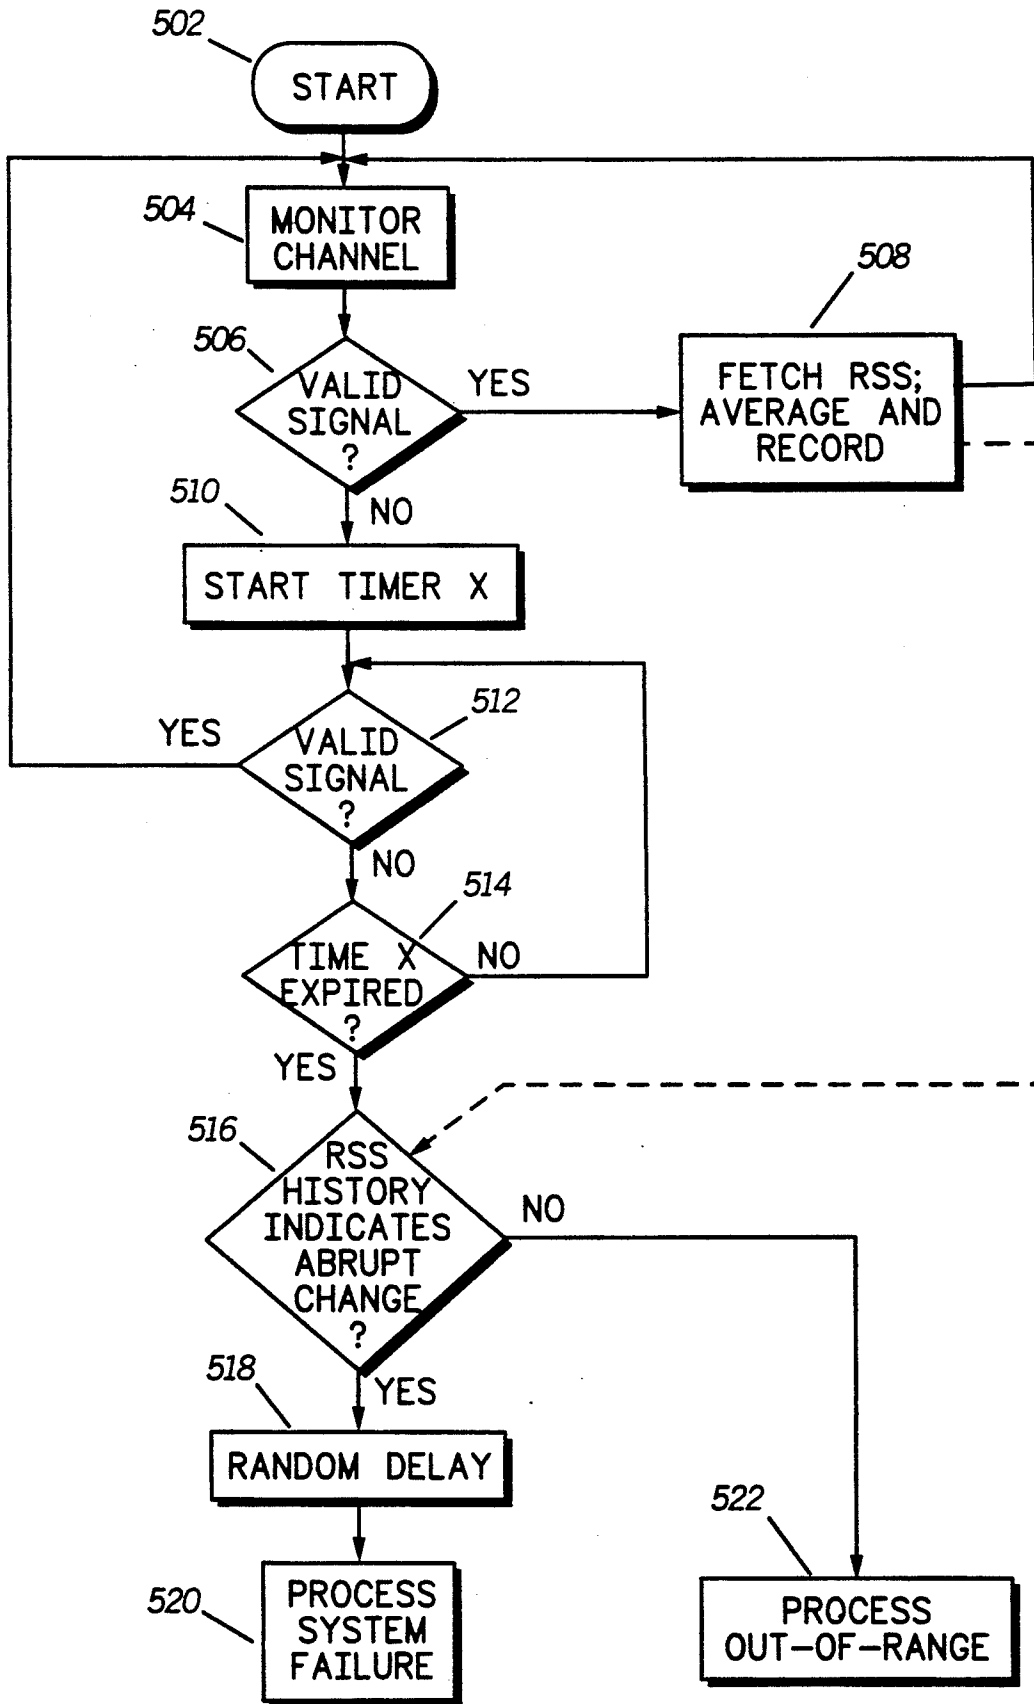 502
START
504
MONITOR
CHANNEL
506
VALID
SIGNAL
?
YES
508
FETCH RSS;
AVERAGE AND
RECORD
NO
510
START TIMER X
512
YES
VALID
SIGNAL
?
NO
514
TIME X
EXPIRED
?
NO
YES
516
RSS
HISTORY
INDICATES
ABRUPT
CHANGE
?
NO
YES
518
RANDOM DELAY
520
PROCESS
SYSTEM
FAILURE
522
PROCESS
OUT-OF-RANGE